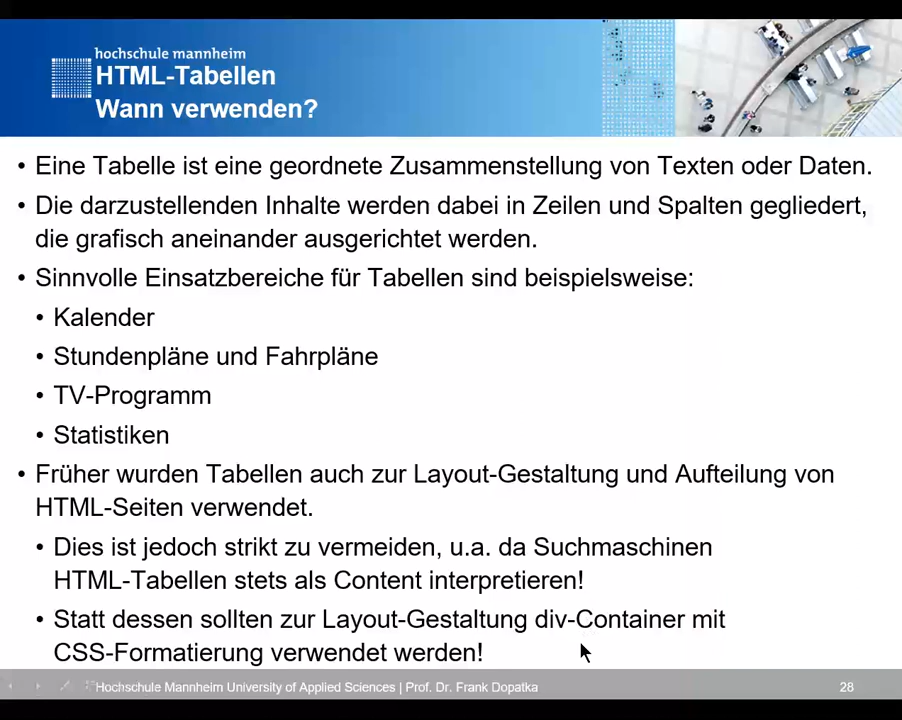 hochschule mannheim
HTML-Tabellen
Wann verwenden?
• Eine Tabelle ist eine geordnete Zusammenstellung von Texten oder Daten.
• Die darzustellenden Inhalte werden dabei in Zeilen und Spalten gegliedert,
die grafisch aneinander ausgerichtet werden.
• Sinnvolle Einsatzbereiche für Tabellen sind beispielsweise:
• Kalender
• Stundenpläne und Fahrpläne
• TV-Programm
• Statistiken
• Früher wurden Tabellen auch zur Layout-Gestaltung und Aufteilung von
HTML-Seiten verwendet.
• Dies ist jedoch strikt zu vermeiden, u.a. da Suchmaschinen
HTML-Tabellen stets als Content interpretieren!
• Statt dessen sollten zur Layout-Gestaltung div-Container mit
CSS-Formatierung verwendet werden!
Hochschule Mannheim University of Applied Sciences | Prof. Dr. Frank Dopatka 28